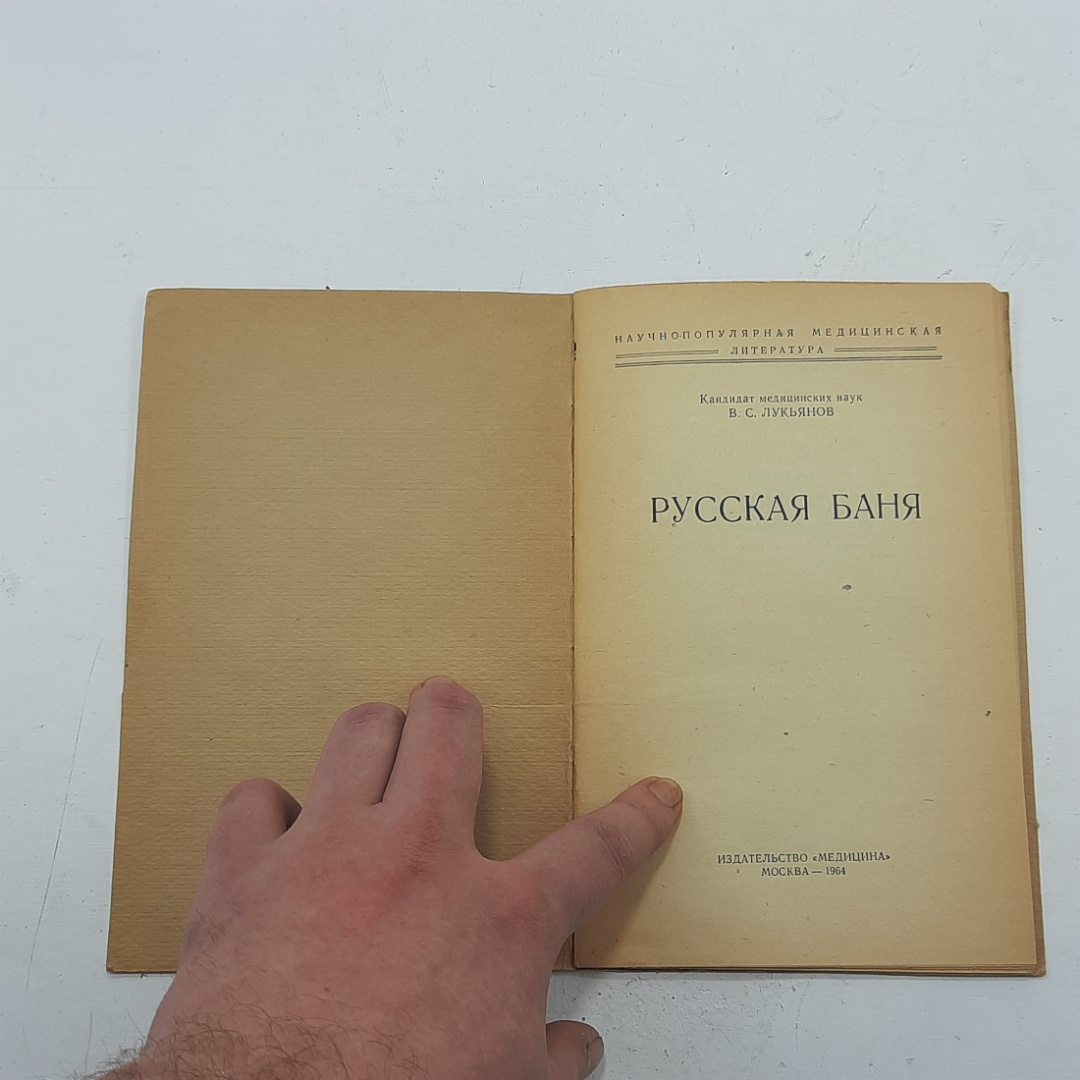 НАУЧНО-ПОПУЛЯРНАЯ МЕДИЦИНСКАЯ
ЛИТЕРАТУРА
Кандидат медицинских наук
В. С. ЛУКЬЯНОВ
РУССКАЯ БАНЯ
ИЗДАТЕЛЬСТВО «МЕДИЦИНА»
МОСКВА — 1964